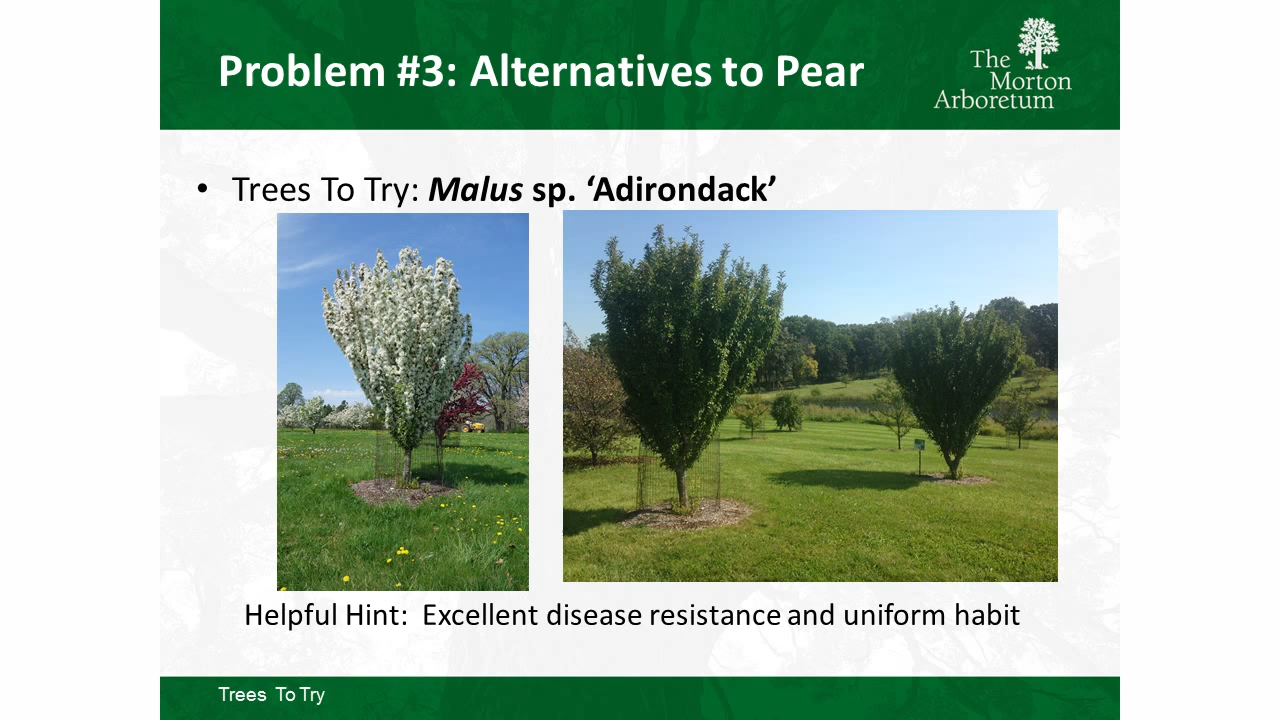 Problem #3: Alternatives to Pear
The
Morton
Arboretum
• Trees To Try: Malus sp. ‘Adirondack’
Helpful Hint:  Excellent disease resistance and uniform habit
Trees To Try